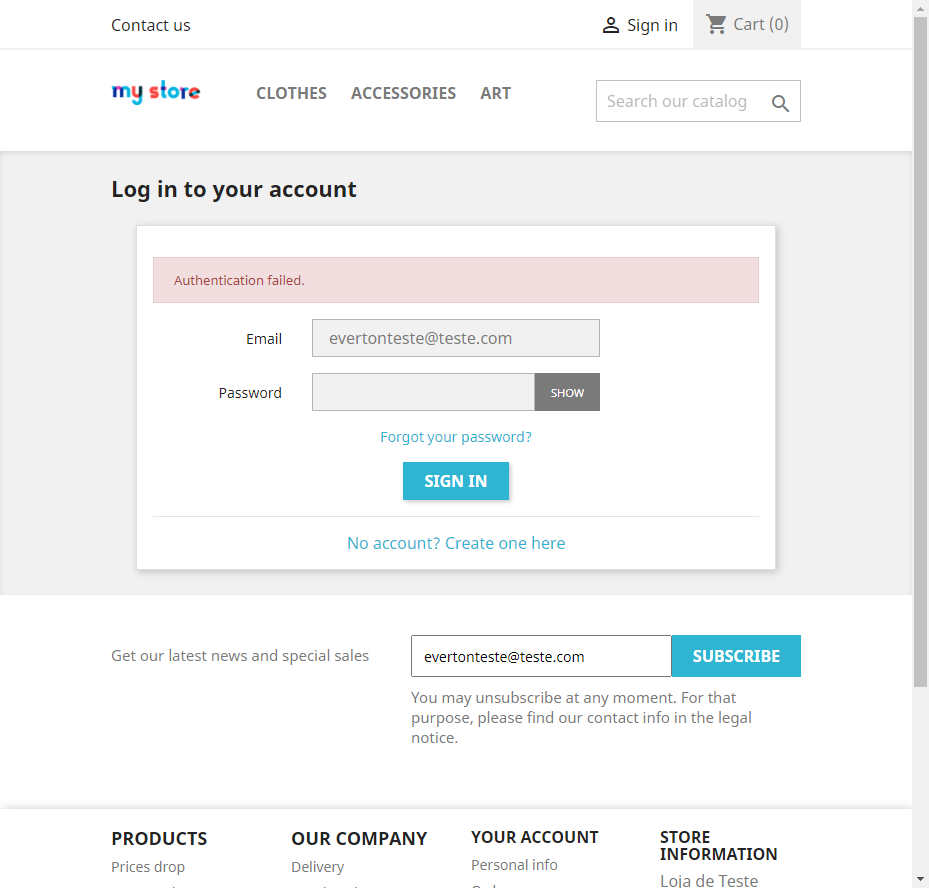 Contact us
Sign in
Cart (0)
my store
CLOTHES
ACCESSORIES
ART
Search our catalog
Log in to your account
Authentication failed.
Email
evertonteste@teste.com
Password
SHOW
Forgot your password?
SIGN IN
No account? Create one here
Get our latest news and special sales
evertonteste@teste.com
SUBSCRIBE
You may unsubscribe at any moment. For that
purpose, please find our contact info in the legal
notice.
PRODUCTS
Prices drop
OUR COMPANY
Delivery
YOUR ACCOUNT
Personal info
STORE
INFORMATION
Loja de Teste